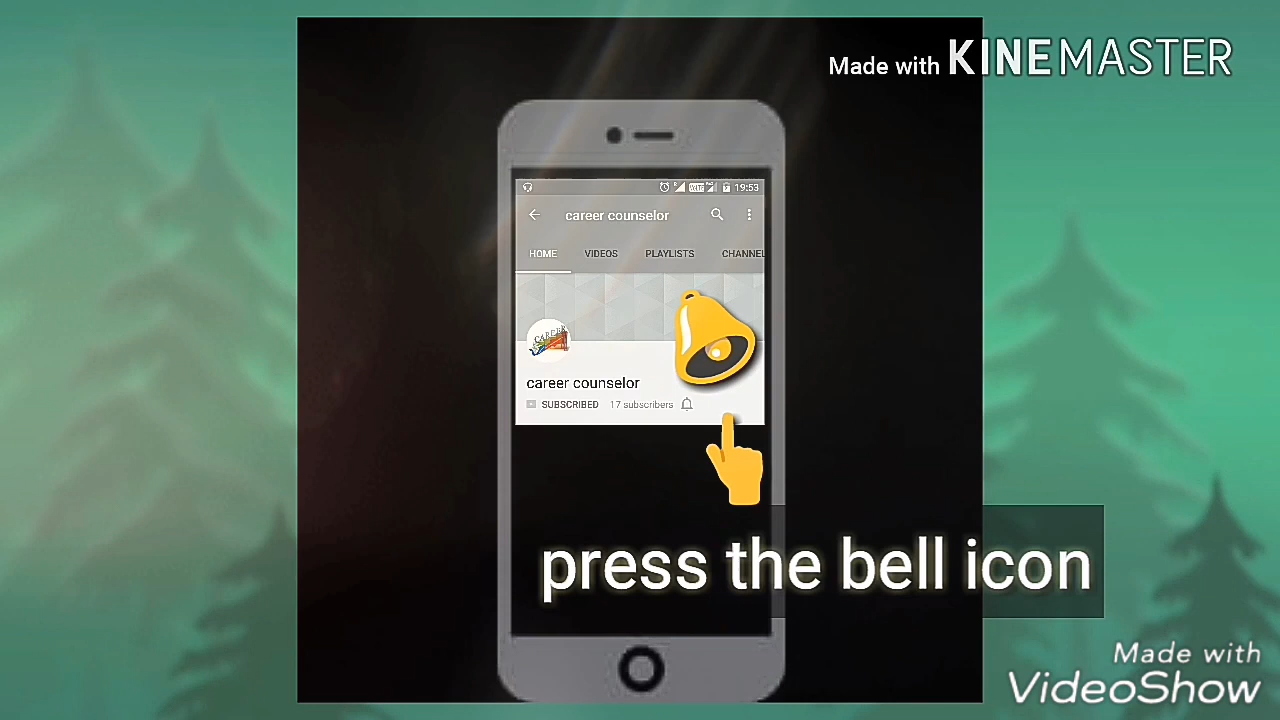 Made with KINEMASTER
19:53
career counselor
HOME VIDEOS PLAYLISTS CHANNEL
CAREER
career counselor
SUBSCRIBED 17 subscribers
press the bell icon
Made with
VideoShow